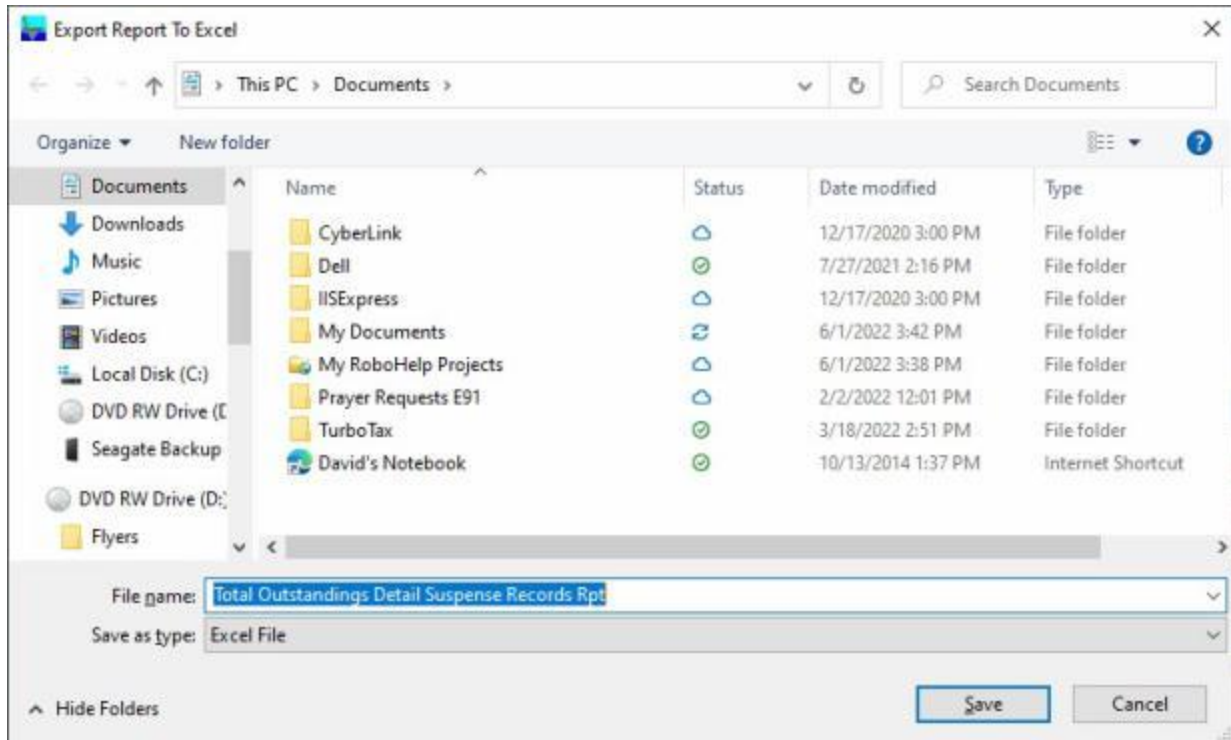 Export Report To Excel
This PC > Documents >
Search Documents
Organize
New folder
Name Status Date modified Type
Documents
Downloads
Music
Pictures
Videos
Local Disk (C:)
DVD RW Drive (D
Seagate Backup
DVD RW Drive (D:)
Flyers
CyberLink 12/17/2020 3:00 PM File folder
Dell 7/27/2021 2:16 PM File folder
IISExpress 12/17/2020 3:00 PM File folder
My Documents 6/1/2022 3:42 PM File folder
My RoboHelp Projects 6/1/2022 3:38 PM File folder
Prayer Requests E91 2/2/2022 12:01 PM File folder
TurboTax 3/18/2022 2:51 PM File folder
David's Notebook 10/13/2014 1:37 PM Internet Shortcut
File name: Total Outstandings Detail Suspense Records Rpt
Save as type: Excel File
Hide Folders
Save
Cancel